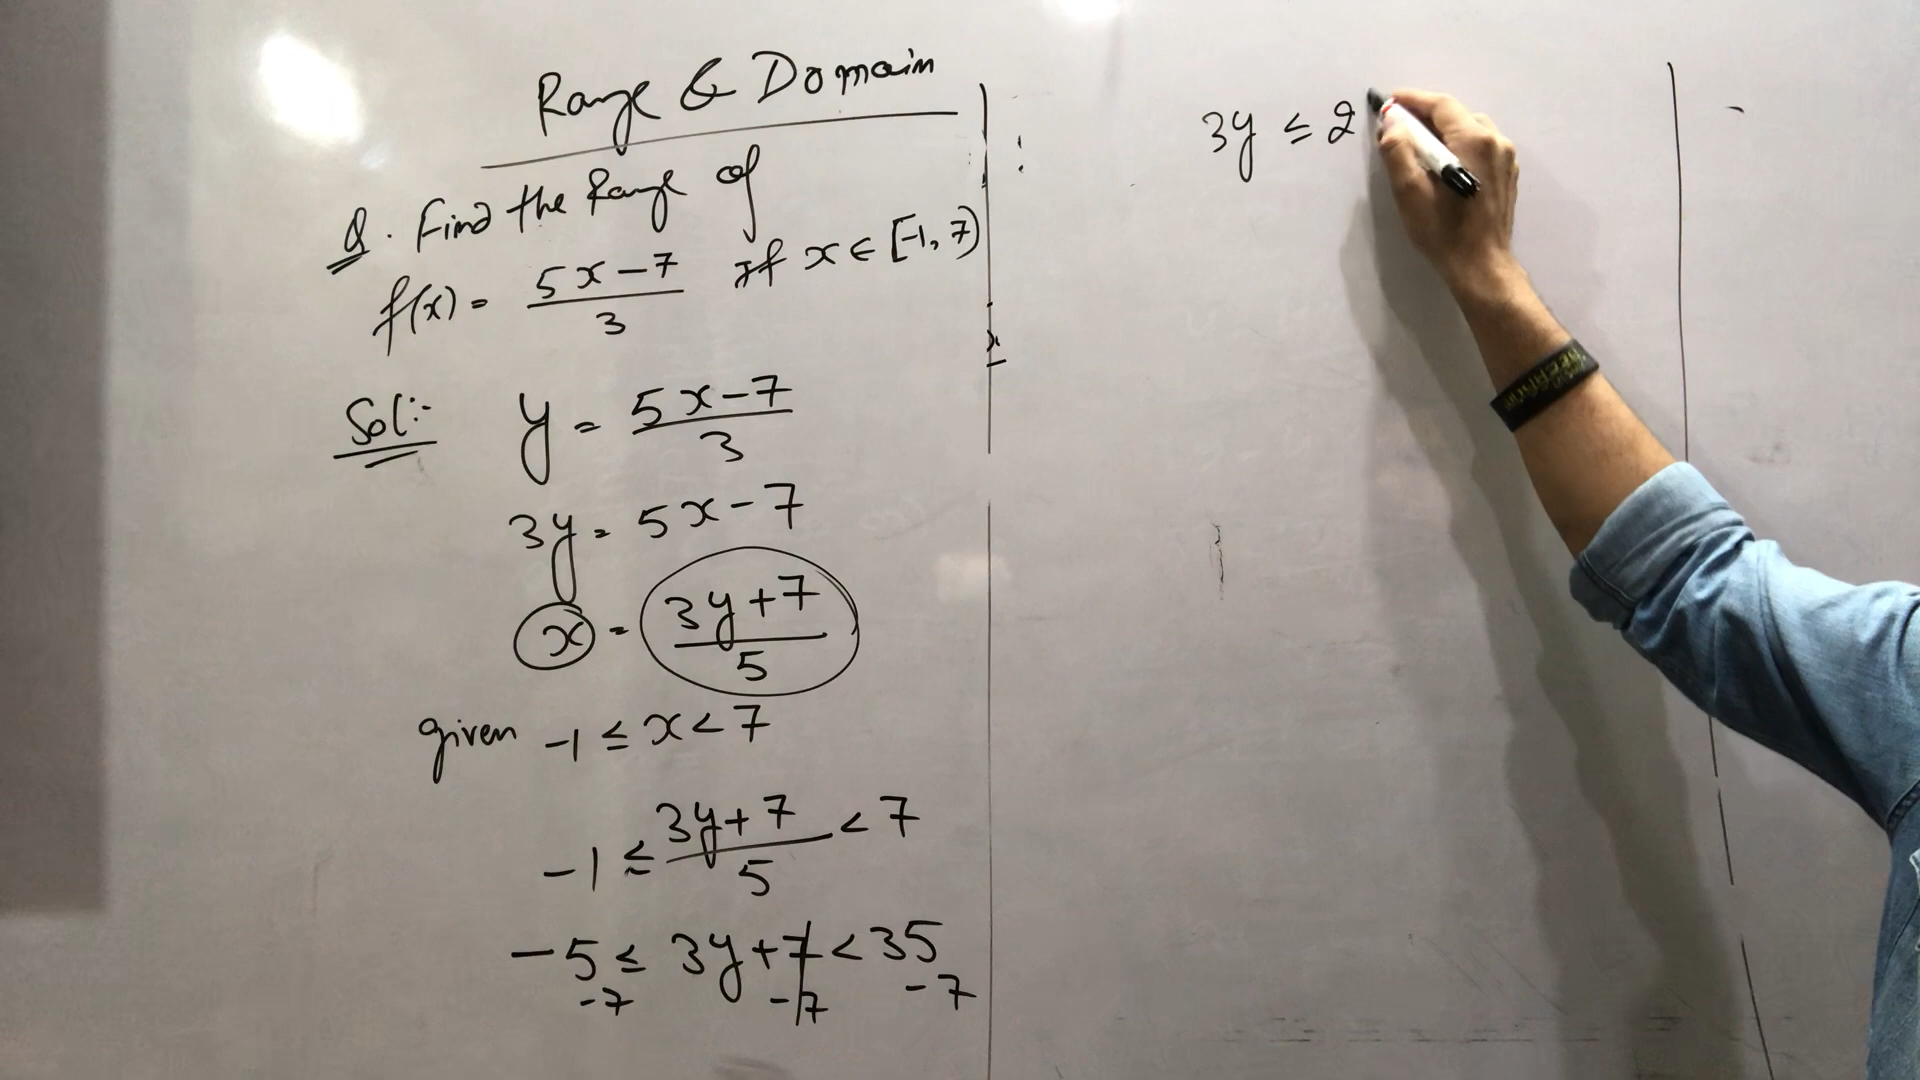 Range & Domain
Q. Find the Range of
f(x) = 5x-7/3 if x ∈ [-1, 7)
Sol:- y = 5x-7/3
3y = 5x-7
x = 3y+7/5
given -1 ≤ x < 7
-1 ≤ 3y+7/5 < 7
-5 ≤ 3y+7 < 35
-7 -7 -7
3y ≤ 2